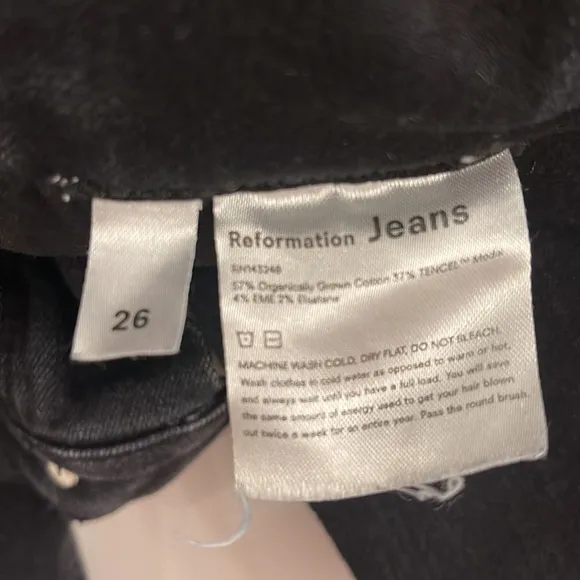 26
Reformation Jeans
RN143246
57% Organically Grown Cotton 37% TENCEL™ Modal
4% EME 2% Elastane
MACHINE WASH COLD, DRY FLAT, DO NOT BLEACH.
Wash clothes in cold water as opposed to warm or hot,
and always wait until you have a full load. You will save
the same amount of energy used to get your hair blown
out twice a week for an entire year. Pass the round brush.